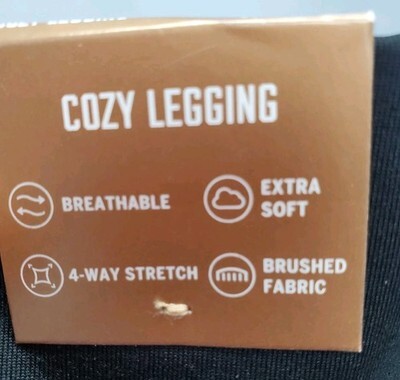 COZY LEGGING
BREATHABLE
EXTRA
SOFT
4-WAY STRETCH
BRUSHED
FABRIC